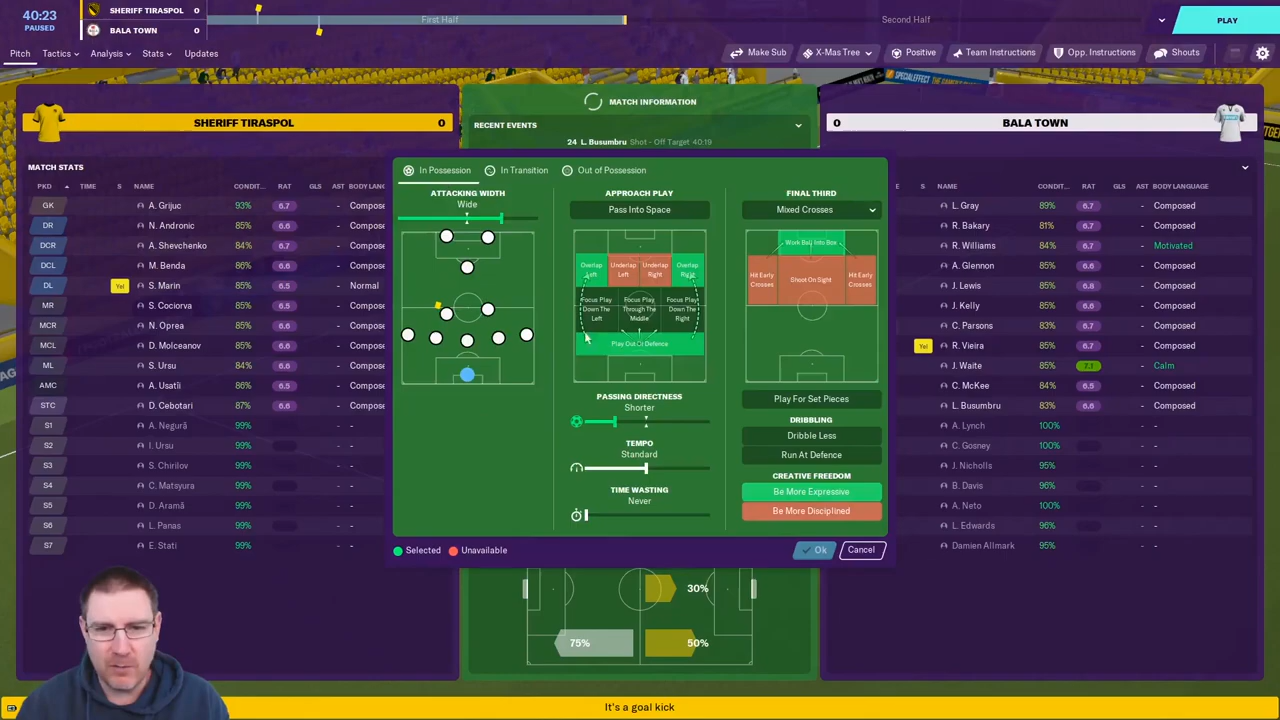 40:23
PAUSED
SHERIFF TIRASPOL 0
BALA TOWN 0
First Half
Second Half
PLAY
Pitch
Tactics
Analysis
Stats
Updates
Make Sub
X-Mas Tree
Positive
Team Instructions
Opp. Instructions
Shouts
SHERIFF TIRASPOL 0
MATCH INFORMATION
RECENT EVENTS
24 L. Busumbru Shot - Off Target 40:19
0 BALA TOWN
MATCH STATS
PKD TIME S NAME CONDIT... RAT GLS AST BODY LANG
GK A. Grijuc 93% 6.7 - Compose
DR N. Andronic 85% 6.6 - Compose
DCR A. Shevchenko 84% 6.7 - Compose
DCL M. Benda 86% 6.6 - Compose
DL Yel S. Marin 85% 6.5 - Normal
MR S. Cociorva 85% 6.5 - Compose
MCR N. Oprea 85% 6.6 - Compose
MCL D. Molceanov 85% 6.6 - Compose
ML S. Ursu 84% 6.6 - Compose
AMC A. Usatîi 86% 6.5 - Compose
STC D. Cebotari 87% 6.6 - Compose
S1 A. Negură 99% - -
S2 I. Ursu 99% - -
S3 S. Chirilov 99% - -
S4 C. Matsyura 99% - -
S5 D. Aramă 99% - -
S6 L. Panas 99% - -
S7 E. Stati 99% - -
In Possession
In Transition
Out of Possession
ATTACKING WIDTH
Wide
APPROACH PLAY
Pass Into Space
Overlap Left
Underlap Left
Underlap Right
Overlap Right
Focus Play Down The Left
Focus Play Through The Middle
Focus Play Down The Right
Play Out Of Defence
PASSING DIRECTNESS
Shorter
TEMPO
Standard
TIME WASTING
Never
FINAL THIRD
Mixed Crosses
Work Ball Into Box
Hit Early Crosses
Shoot On Sight
Hit Early Crosses
Play For Set Pieces
DRIBBLING
Dribble Less
Run At Defence
CREATIVE FREEDOM
Be More Expressive
Be More Disciplined
Selected
Unavailable
Ok
Cancel
S NAME CONDIT... RAT GLS AST BODY LANGUAGE
L. Gray 89% 6.7 - Composed
R. Bakary 81% 6.7 - Composed
R. Williams 84% 6.7 - Motivated
A. Glennon 85% 6.6 - Composed
J. Lewis 85% 6.8 - Composed
J. Kelly 85% 6.6 - Composed
C. Parsons 83% 6.7 - Composed
Yel R. Vieira 85% 6.7 - Composed
J. Waite 85% 7.1 - Calm
C. McKee 84% 6.5 - Composed
L. Busumbru 83% 6.6 - Composed
A. Lynch 100% - -
C. Gosney 100% - -
J. Nicholls 95% - -
B. Davis 96% - -
A. Neto 100% - -
L. Edwards 96% - -
Damien Allmark 95% - -
30%
75%
50%
It's a goal kick